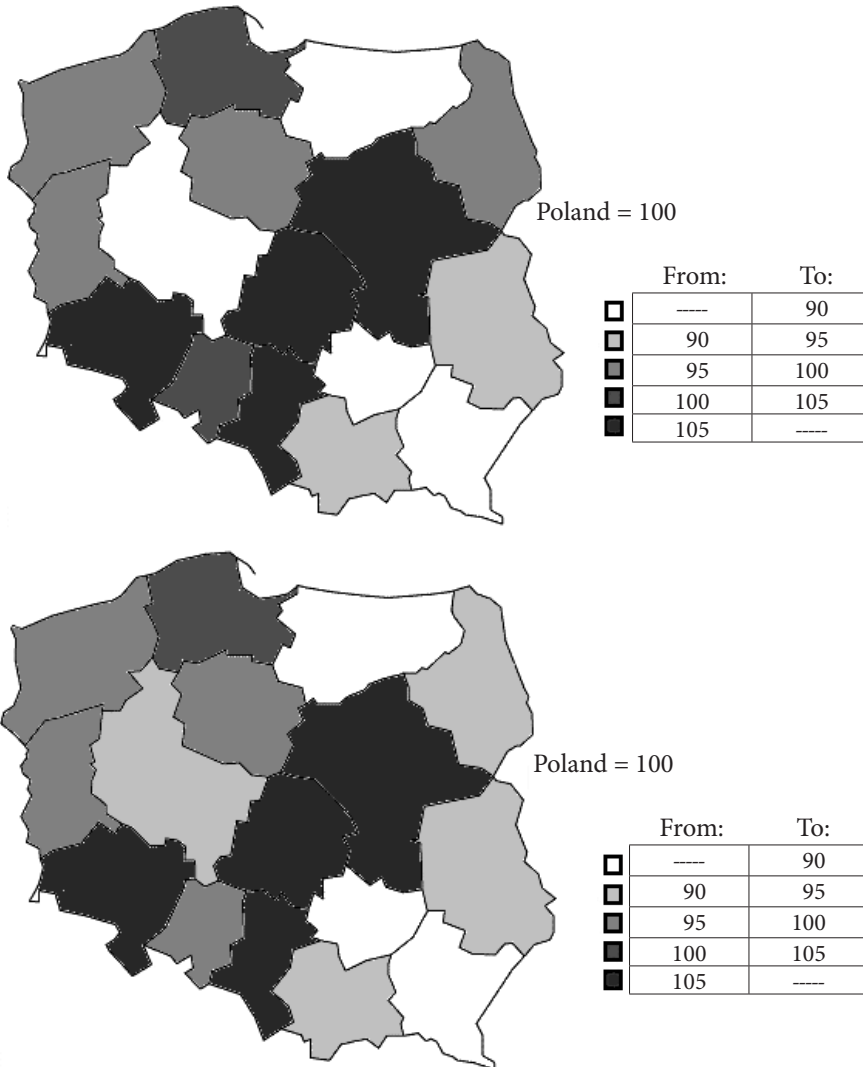 Poland = 100
From: To:
----- 90
90 95
95 100
100 105
105 -----
Poland = 100
From: To:
----- 90
90 95
95 100
100 105
105 -----